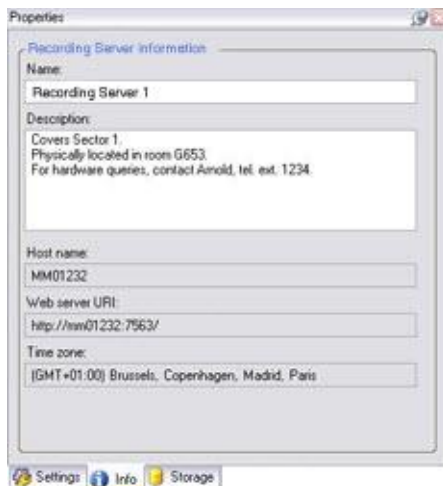 Properties
Recording Server Information
Name:
Recording Server 1
Description:
Covers Sector 1.
Physically located in room G653.
For hardware queries, contact Arnold, tel. ext. 1234.
Host name:
MM01232
Web server URI:
http://mm01232:7563/
Time zone:
(GMT+01:00) Brussels, Copenhagen, Madrid, Paris
Settings Info Storage